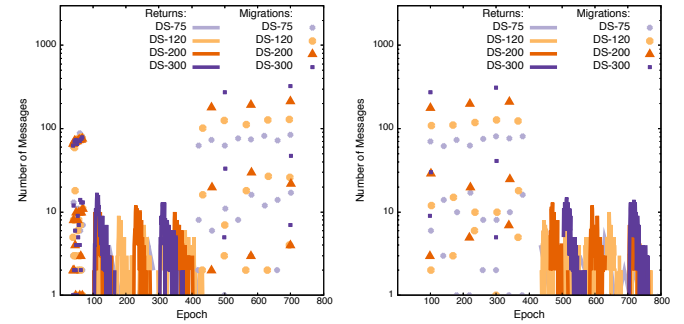 Returns: Migrations:
DS-75 DS-75
DS-120 DS-120
DS-200 DS-200
DS-300 DS-300
1000
100
10
1
100 200 300 400 500 600 700 800
Number of Messages
Epoch
Returns: Migrations:
DS-75 DS-75
DS-120 DS-120
DS-200 DS-200
DS-300 DS-300
1000
100
10
1
100 200 300 400 500 600 700 800
Number of Messages
Epoch